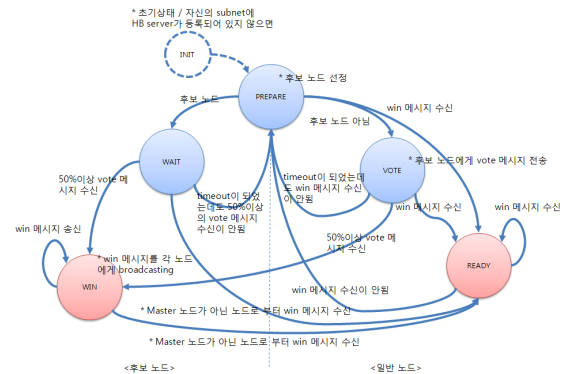 * 초기상태 / 자신의 subnet에
HB server가 등록되어 있지 않으면
INIT
* 후보 노드 선정
PREPARE
후보 노드
win 메시지 수신
후보 노드 아님
WAIT
* 후보 노드에게 vote 메시지 전송
VOTE
50%이상 vote 메
시지 수신
timeout이 되었는데
도 win 메시지 수신
이 안됨
timeout이 되었
는데도 50%이상
의 vote 메시지
수신이 안됨
win 메시지 수신
win 메시지 수신
win 메시지 송신
50%이상 vote 메
시지 수신
* win 메시지를 각 노드
에게 broadcasting
READY
WIN
win 메시지 수신이 안됨
* Master 노드가 아닌 노드로 부터 win 메시지 수신
* Master 노드가 아닌 노드로 부터 win 메시지 수신
<후보 노드>
<일반 노드>